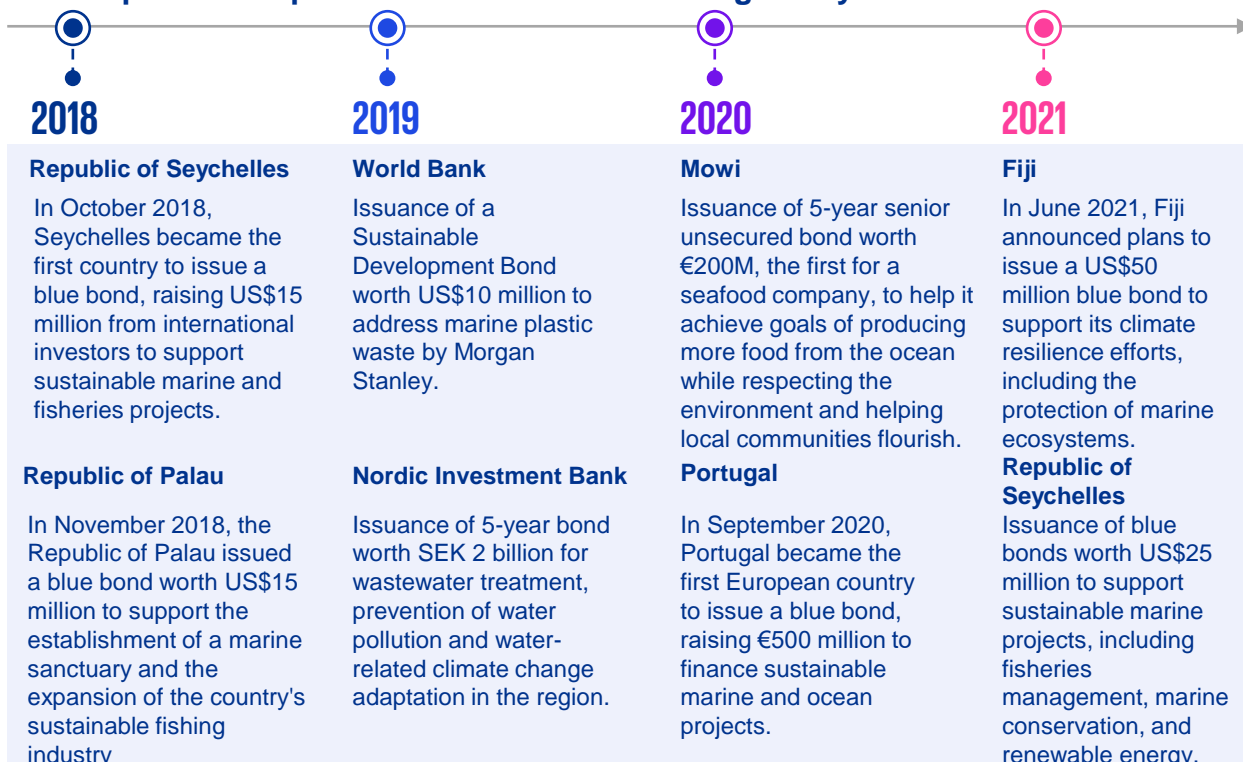 2018
Republic of Seychelles
In October 2018,
Seychelles became the
first country to issue a
blue bond, raising US$15
million from international
investors to support
sustainable marine and
fisheries projects.
Republic of Palau
In November 2018, the
Republic of Palau issued
a blue bond worth US$15
million to support the
establishment of a marine
sanctuary and the
expansion of the country's
sustainable fishing
industry
2019
World Bank
Issuance of a
Sustainable
Development Bond
worth US$10 million to
address marine plastic
waste by Morgan
Stanley.
Nordic Investment Bank
Issuance of 5-year bond
worth SEK 2 billion for
wastewater treatment,
prevention of water
pollution and water-
related climate change
adaptation in the region.
2020
Mowi
Issuance of 5-year senior
unsecured bond worth
€200M, the first for a
seafood company, to help it
achieve goals of producing
more food from the ocean
while respecting the
environment and helping
local communities flourish.
Portugal
In September 2020,
Portugal became the
first European country
to issue a blue bond,
raising €500 million to
finance sustainable
marine and ocean
projects.
2021
Fiji
In June 2021, Fiji
announced plans to
issue a US$50
million blue bond to
support its climate
resilience efforts,
including the
protection of marine
ecosystems.
Republic of
Seychelles
Issuance of blue
bonds worth US$25
million to support
sustainable marine
projects, including
fisheries
management, marine
conservation, and
renewable energy.